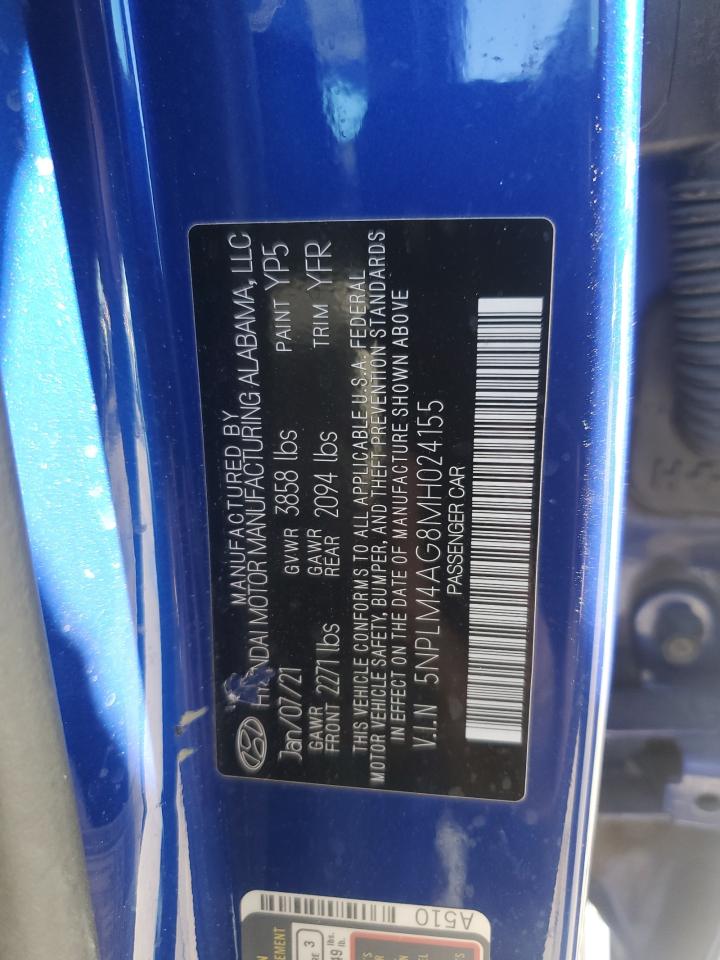 MANUFACTURED BY
HYUNDAI MOTOR MANUFACTURING ALABAMA, LLC
Jan/07/21 GVWR 3858 lbs PAINT YP5
GAWR FRONT 2271 lbs GAWR REAR 2094 lbs TRIM YFR
THIS VEHICLE CONFORMS TO ALL APPLICABLE U.S.A. FEDERAL
MOTOR VEHICLE SAFETY, BUMPER, AND THEFT PREVENTION STANDARDS
IN EFFECT ON THE DATE OF MANUFACTURE SHOWN ABOVE
V.I.N 5NPLM4AG8MH024155
PASSENGER CAR
A510